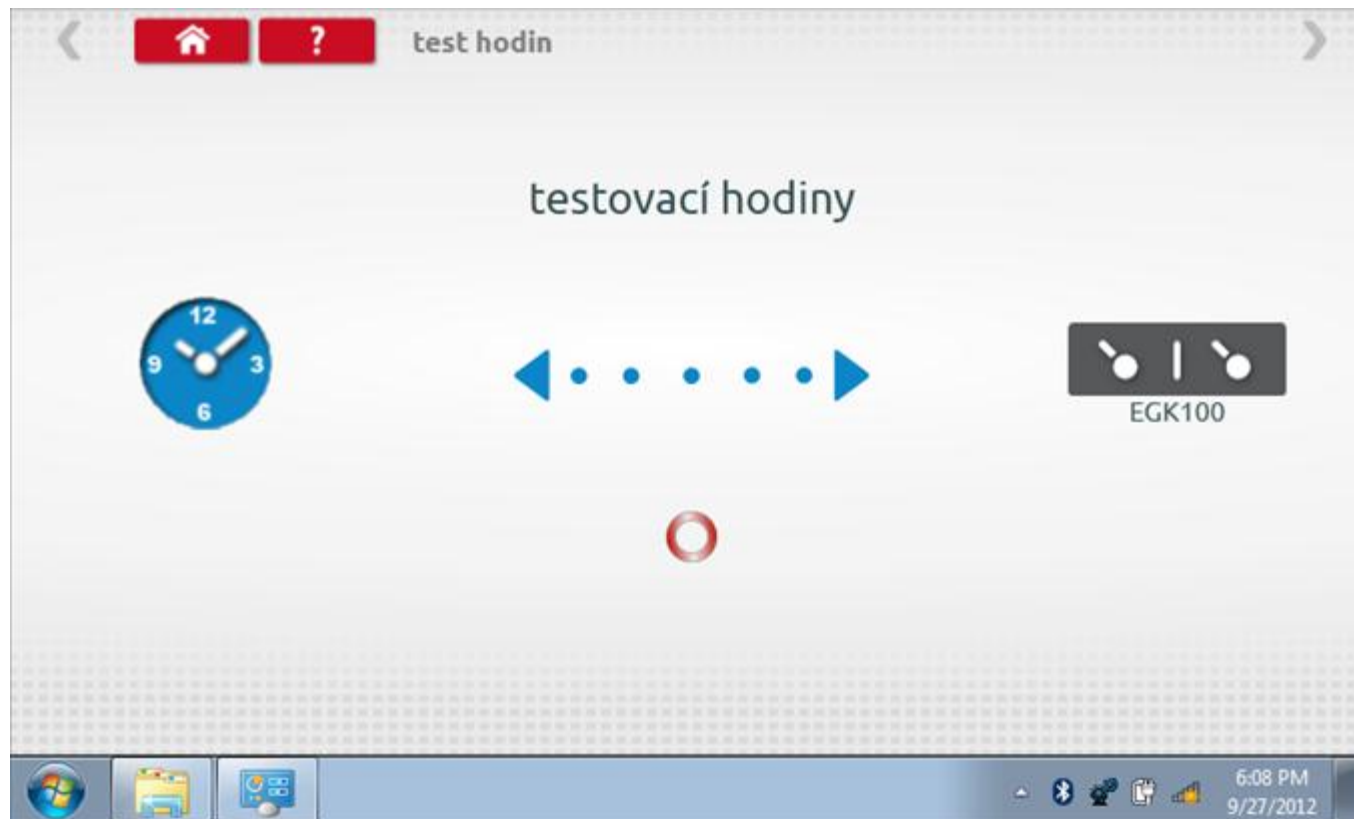 ? test hodin
testovací hodiny
12
9 3
6
EGK100
6:08 PM
9/27/2012